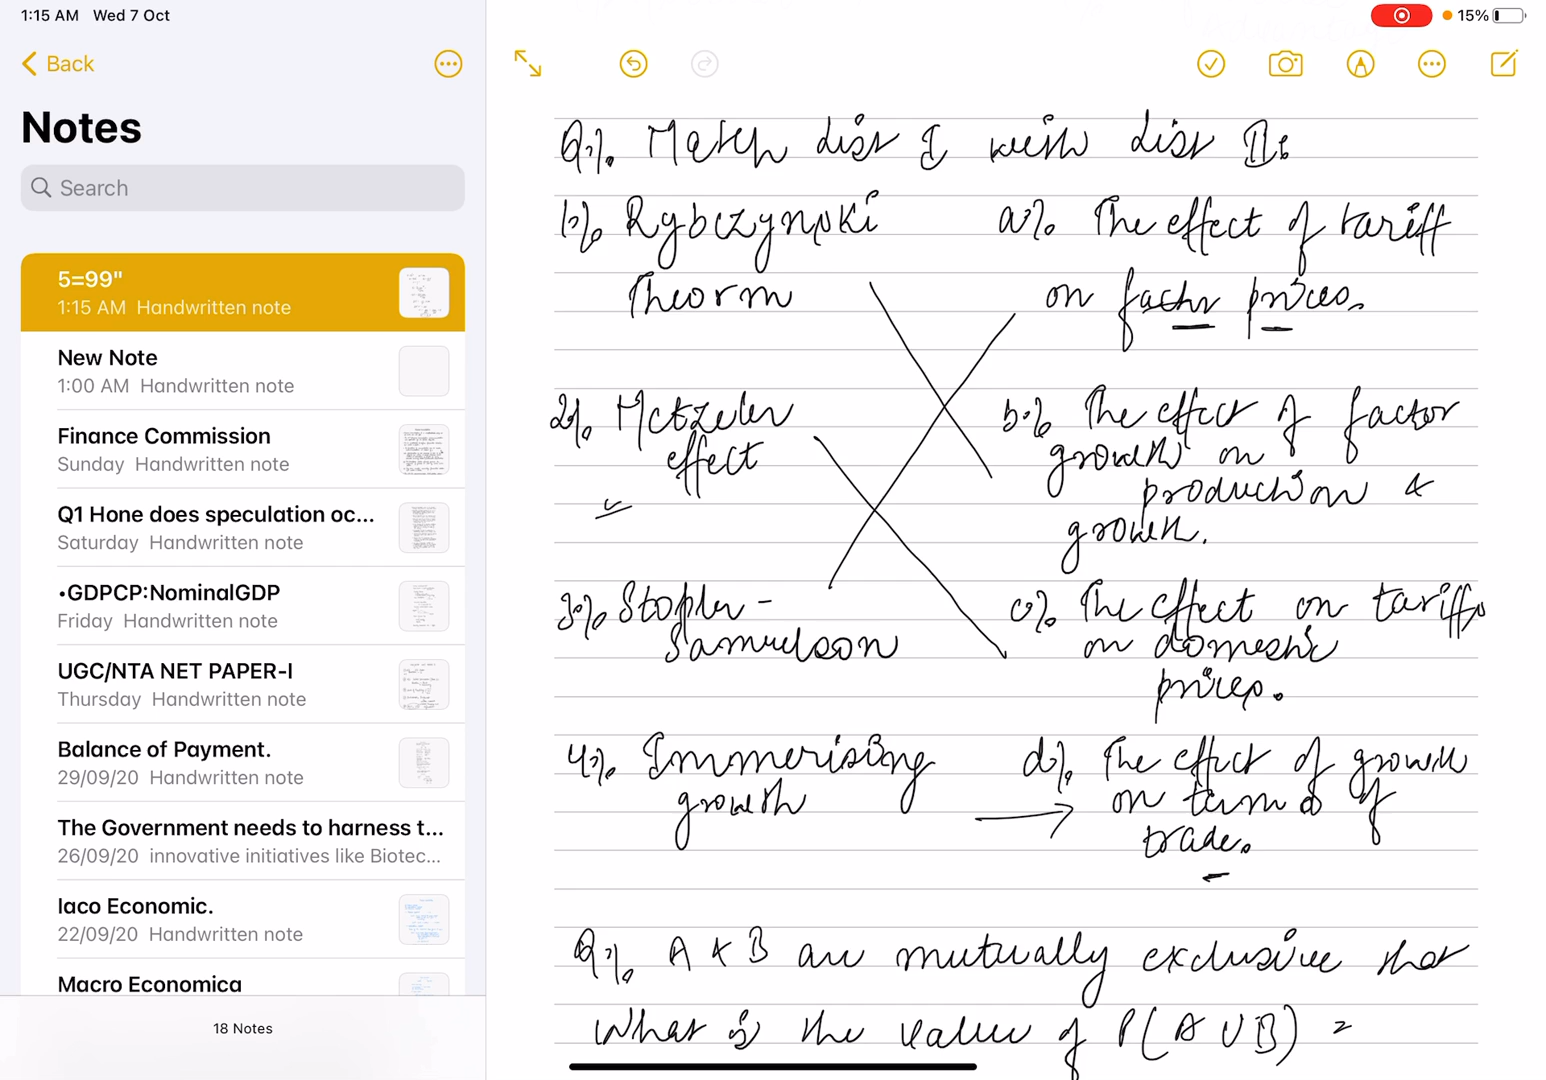 1:15 AM Wed 7 Oct
15%
Back
Notes
Search
5=99"
1:15 AM Handwritten note
New Note
1:00 AM Handwritten note
Finance Commission
Sunday Handwritten note
Q1 Hone does speculation oc...
Saturday Handwritten note
•GDPCP:NominalGDP
Friday Handwritten note
UGC/NTA NET PAPER-I
Thursday Handwritten note
Balance of Payment.
29/09/20 Handwritten note
The Government needs to harness t...
26/09/20 innovative initiatives like Biotec...
Iaco Economic.
22/09/20 Handwritten note
Macro Economica
18 Notes
Q:%. Match list I with list II:
1:%. Rybczynski a:%. The effect of tariff
Theorm on factor prices.
2:%. Metzeler b:%. The effect of factor
effect growth on
production &
growth.
3:%. Stopler- c:%. The effect on tariffs
Samuelson on domestic
prices.
4:%. Immerising d:%. The effect of growth
growth on terms of
trade.
Q:%. A & B are mutually exclusive that
What is the value of P(A U B) =